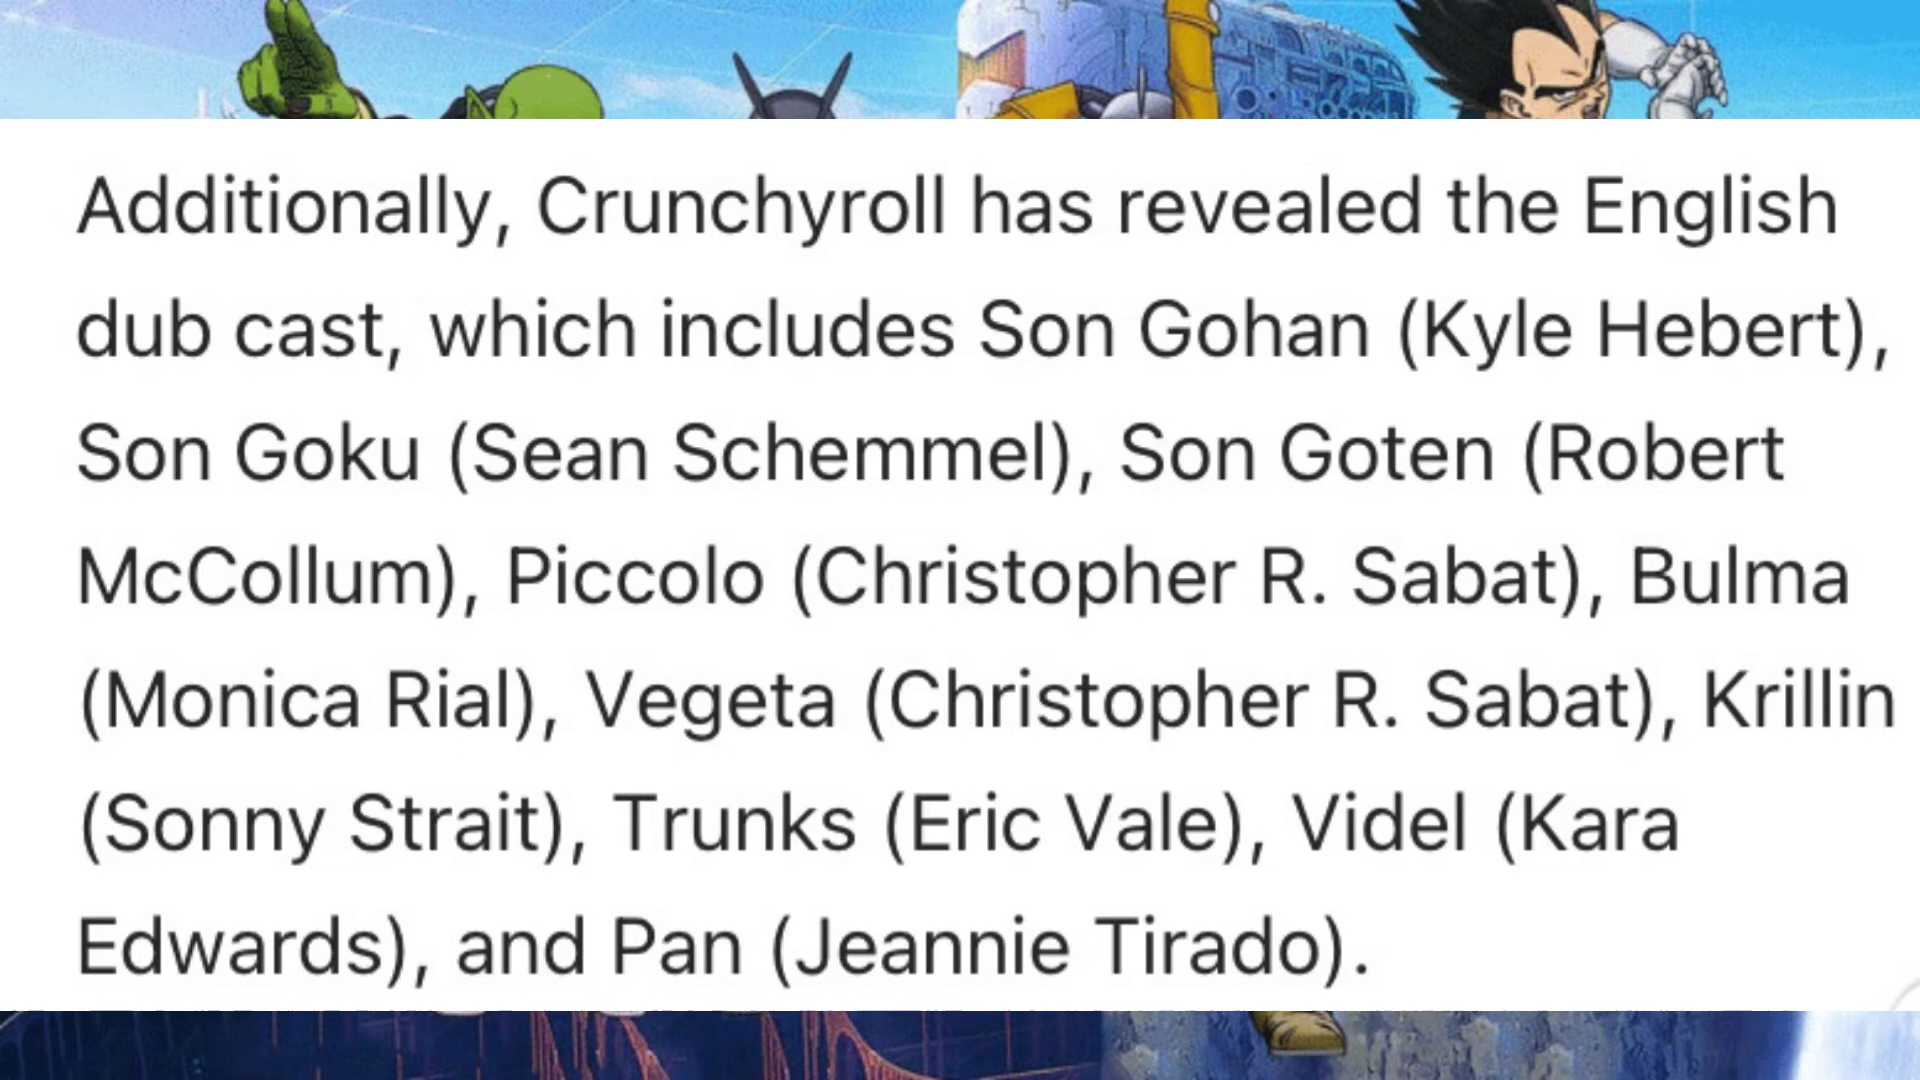 Additionally, Crunchyroll has revealed the English
dub cast, which includes Son Gohan (Kyle Hebert),
Son Goku (Sean Schemmel), Son Goten (Robert
McCollum), Piccolo (Christopher R. Sabat), Bulma
(Monica Rial), Vegeta (Christopher R. Sabat), Krillin
(Sonny Strait), Trunks (Eric Vale), Videl (Kara
Edwards), and Pan (Jeannie Tirado).